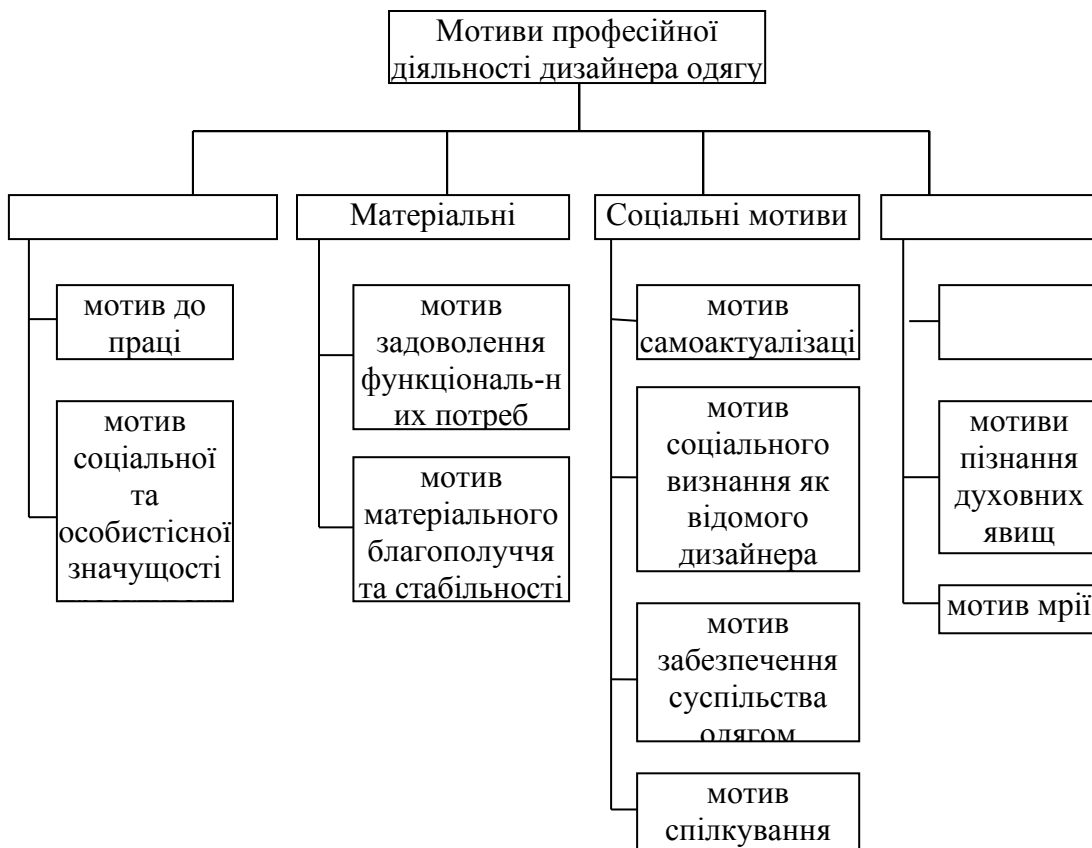 Мотиви професійної
діяльності дизайнера одягу
Матеріальні
Соціальні мотиви
мотив до
праці
мотив
соціальної
та
особистісної
значущості
мотив
задоволення
функціональ-н
их потреб
мотив
матеріального
благополуччя
та стабільності
мотив
самоактуалізаці
мотив
соціального
визнання як
відомого
дизайнера
мотив
забезпечення
суспільства
одягом
мотив
спілкування
мотиви
пізнання
духовних
явищ
мотив мрії